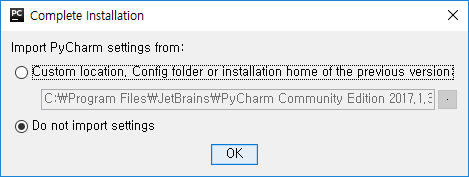 PC Complete Installation
Import PyCharm settings from:
Custom location. Config folder or installation home of the previous version:
C:₩Program Files₩JetBrains₩PyCharm Community Edition 2017.1.3
.
Do not import settings
OK